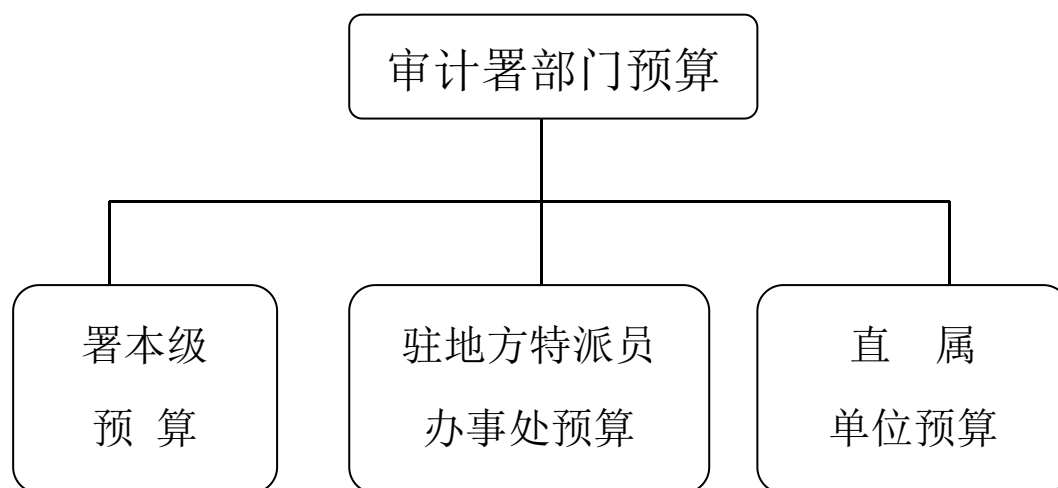 审计署部门预算
署本级
预 算
驻地方特派员
办事处预算
直 属
单位预算